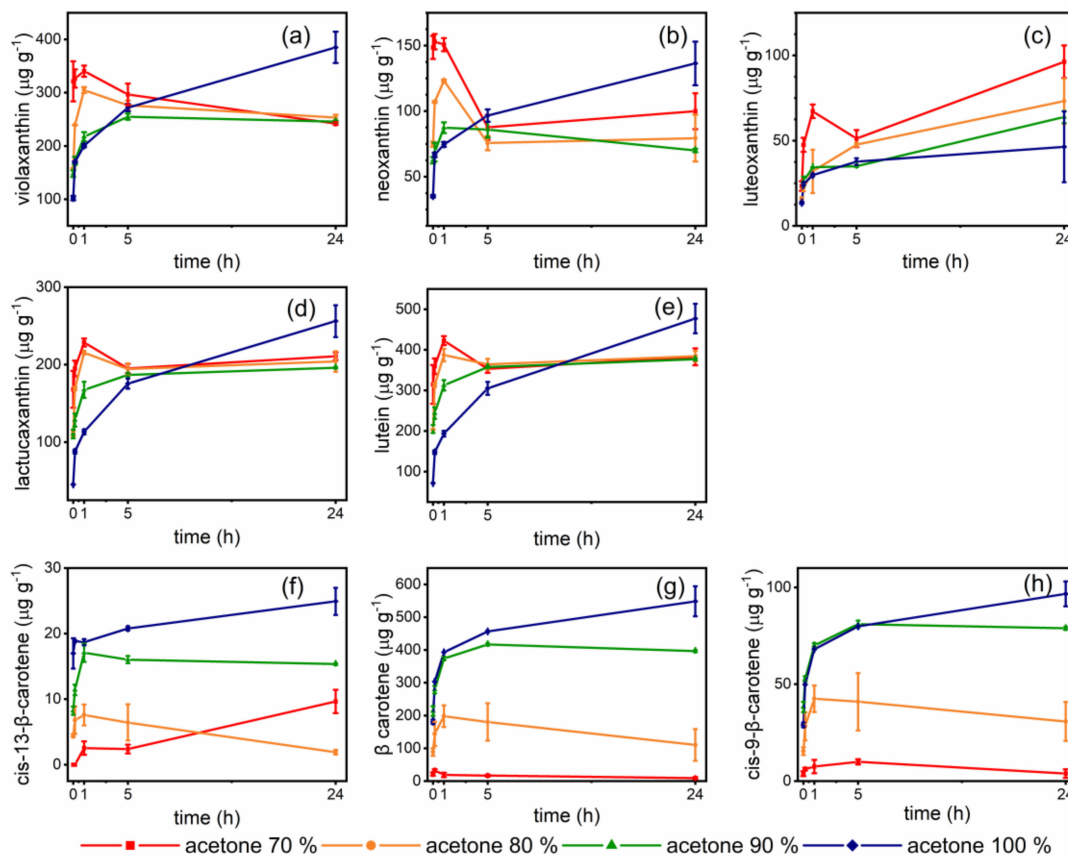 (a)
violaxanthin (µg g⁻¹)
400
300
200
100
0 1 5 24
time (h)
(b)
neoxanthin (µg g⁻¹)
150
100
50
0 1 5 24
time (h)
(c)
luteoxanthin (µg g⁻¹)
100
50
0
0 1 5 24
time (h)
(d)
lactucaxanthin (µg g⁻¹)
300
200
100
0 1 5 24
time (h)
(e)
lutein (µg g⁻¹)
500
400
300
200
100
0 1 5 24
time (h)
(f)
cis-13-β-carotene (µg g⁻¹)
30
20
10
0
0 1 5 24
time (h)
(g)
β carotene (µg g⁻¹)
600
500
400
300
200
100
0
0 1 5 24
time (h)
(h)
cis-9-β-carotene (µg g⁻¹)
100
50
0
0 1 5 24
time (h)
acetone 70 % acetone 80 % acetone 90 % acetone 100 %